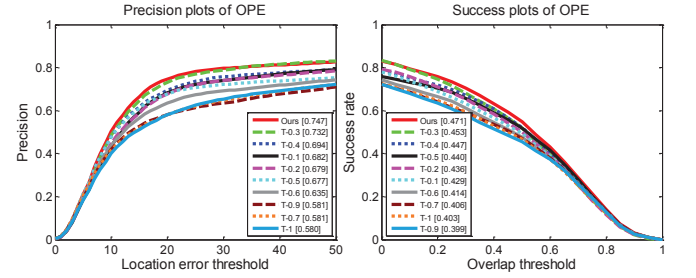 Precision plots of OPE
Precision
1
0.8
0.6
0.4
0.2
0
0 10 20 30 40 50
Location error threshold
Ours [0.747]
T-0.3 [0.732]
T-0.4 [0.694]
T-0.1 [0.682]
T-0.2 [0.679]
T-0.5 [0.677]
T-0.6 [0.635]
T-0.9 [0.581]
T-0.7 [0.581]
T-1 [0.580]
Success plots of OPE
Success rate
1
0.8
0.6
0.4
0.2
0
0 0.2 0.4 0.6 0.8 1
Overlap threshold
Ours [0.471]
T-0.3 [0.453]
T-0.4 [0.447]
T-0.5 [0.440]
T-0.2 [0.436]
T-0.1 [0.429]
T-0.6 [0.414]
T-0.7 [0.406]
T-1 [0.403]
T-0.9 [0.399]